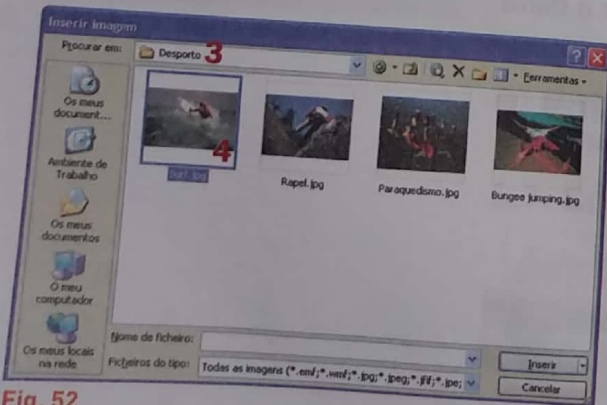 Inserir imagem
Procurar em: Desporto 3 Ferramentas
Os meus
document...
Ambiente de
Trabalho
Os meus
documentos
O meu
computador
Os meus locais
na rede
4
Surf.jpg
Rapel.jpg
Paraquedismo.jpg
Bungee jumping.jpg
Nome de ficheiro:
Inserir
Ficheiros do tipo: Todas as imagens (*.emf;*.wmf;*.jpg;*.jpeg;*.jfif;*.jpe;
Cancelar
Fig. 52